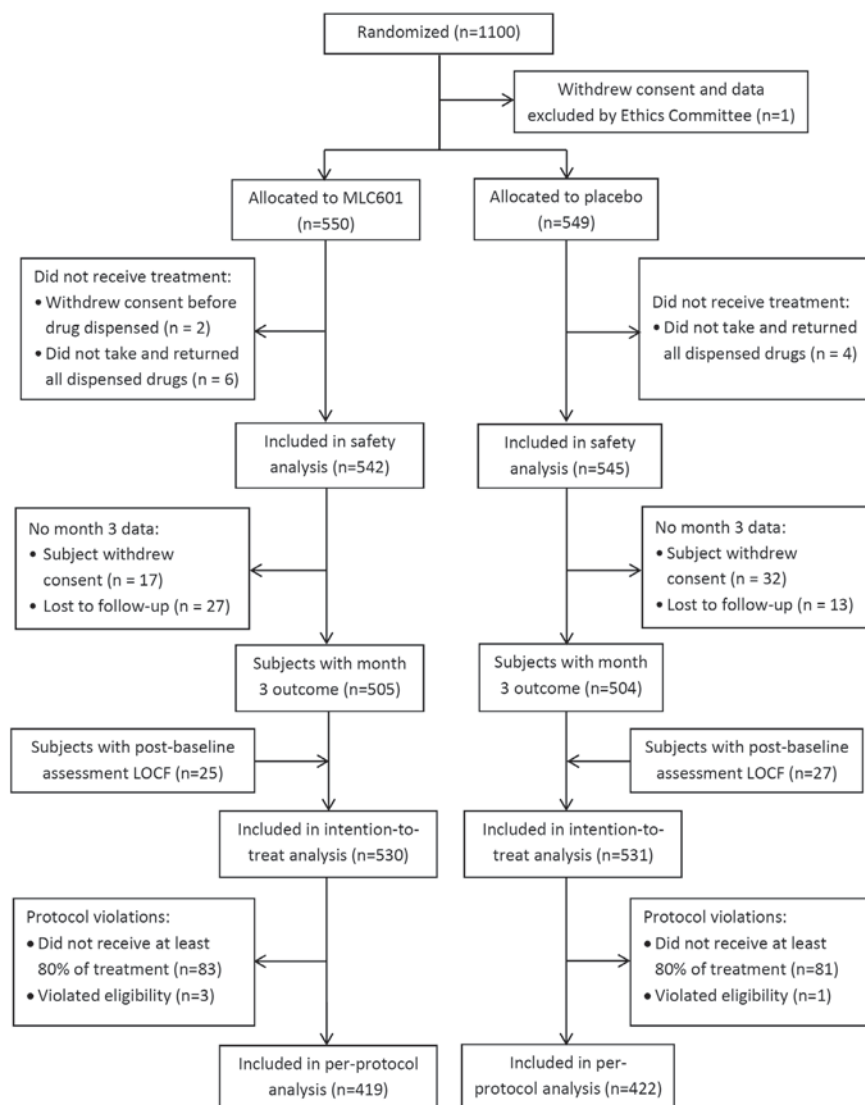 Randomized (n=1100)
Withdrew consent and data
excluded by Ethics Committee (n=1)
Allocated to MLC601
(n=550)
Allocated to placebo
(n=549)
Did not receive treatment:
• Withdrew consent before
drug dispensed (n = 2)
• Did not take and returned
all dispensed drugs (n = 6)
Did not receive treatment:
• Did not take and returned
all dispensed drugs (n = 4)
Included in safety
analysis (n=542)
Included in safety
analysis (n=545)
No month 3 data:
• Subject withdrew
consent (n = 17)
• Lost to follow-up (n = 27)
No month 3 data:
• Subject withdrew
consent (n = 32)
• Lost to follow-up (n = 13)
Subjects with month
3 outcome (n=505)
Subjects with month
3 outcome (n=504)
Subjects with post-baseline
assessment LOCF (n=25)
Subjects with post-baseline
assessment LOCF (n=27)
Included in intention-to-
treat analysis (n=530)
Included in intention-to-
treat analysis (n=531)
Protocol violations:
• Did not receive at least
80% of treatment (n=83)
• Violated eligibility (n=3)
Protocol violations:
• Did not receive at least
80% of treatment (n=81)
• Violated eligibility (n=1)
Included in per-protocol
analysis (n=419)
Included in per-
protocol analysis (n=422)